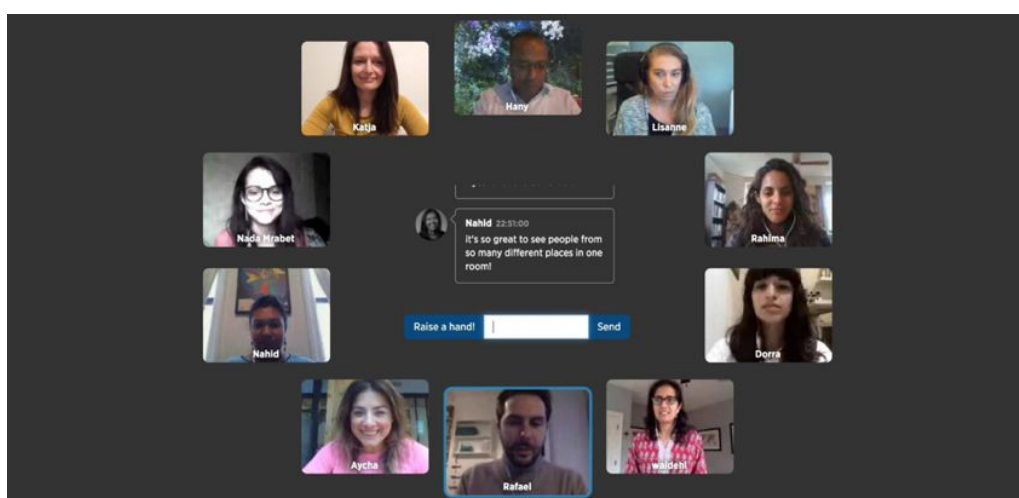 Katja
Hany
Lisanne
Nada Mrabet
Rahima
Nahid 22:51:00
it's so great to see people from
so many different places in one
room!
Nahid
Raise a hand! Send
Dorra
Aycha
Rafael
waidehi